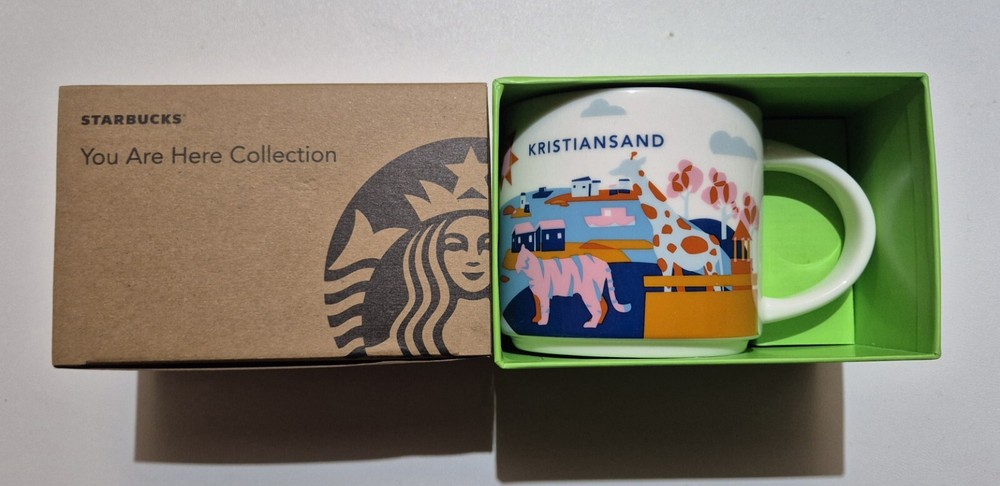 STARBUCKS®
You Are Here Collection
KRISTIANSAND